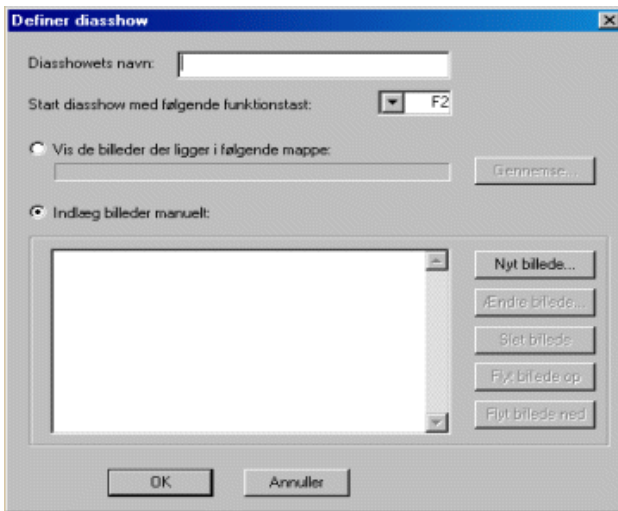 Definer diasshow
Diasshowets navn:
Start diasshow med følgende funktionstast: F2
Vis de billeder der ligger i følgende mappe:
Gennemse...
Indlæg billeder manuelt:
Nyt billede...
Ændre billede...
Slet billede
Flyt billede op
Flyt billede ned
OK Annuller